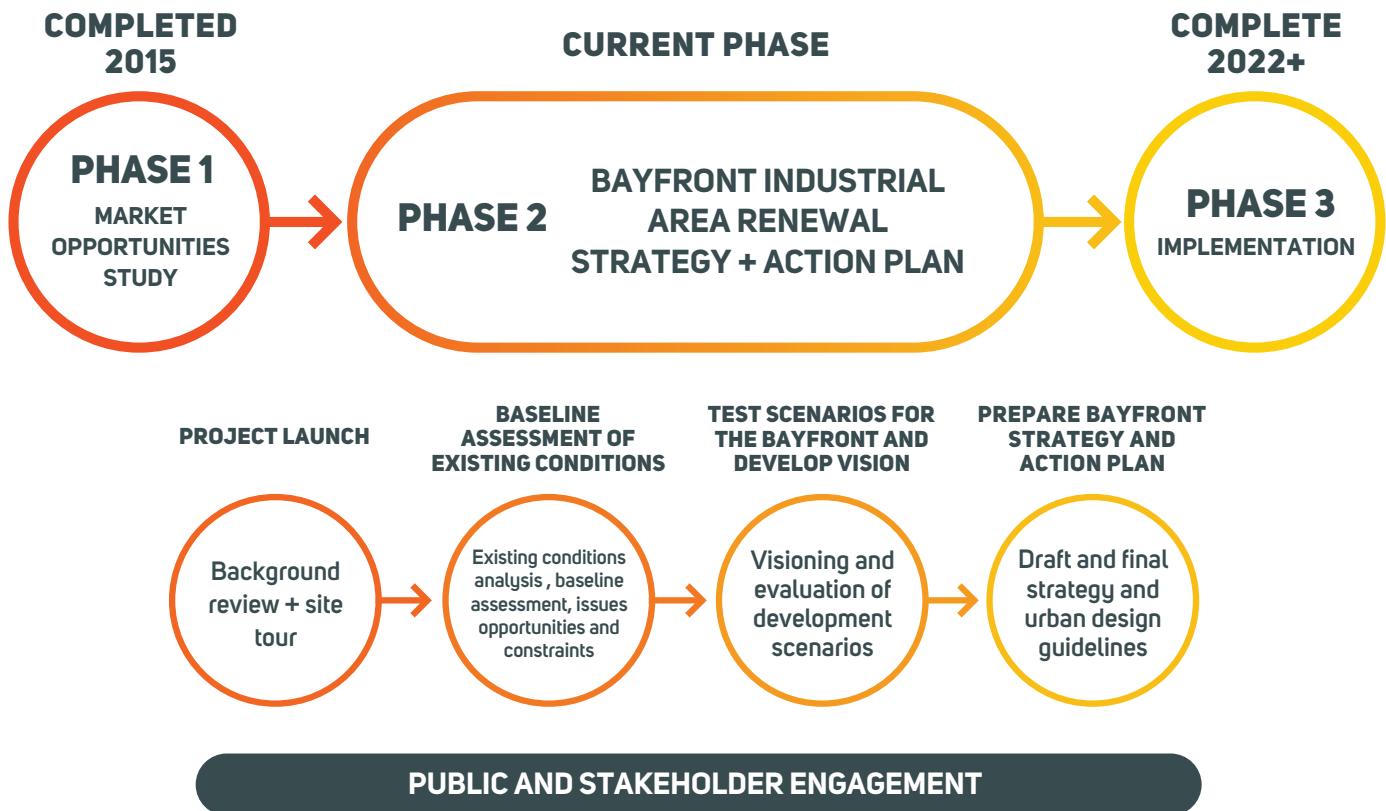 COMPLETED
2015
CURRENT PHASE
COMPLETE
2022+
PHASE 1
MARKET
OPPORTUNITIES
STUDY
PHASE 2
BAYFRONT INDUSTRIAL
AREA RENEWAL
STRATEGY + ACTION PLAN
PHASE 3
IMPLEMENTATION
PROJECT LAUNCH
Background
review + site
tour
BASELINE
ASSESSMENT OF
EXISTING CONDITIONS
Existing conditions
analysis , baseline
assessment, issues
opportunities and
constraints
TEST SCENARIOS FOR
THE BAYFRONT AND
DEVELOP VISION
Visioning and
evaluation of
development
scenarios
PREPARE BAYFRONT
STRATEGY AND
ACTION PLAN
Draft and final
strategy and
urban design
guidelines
PUBLIC AND STAKEHOLDER ENGAGEMENT